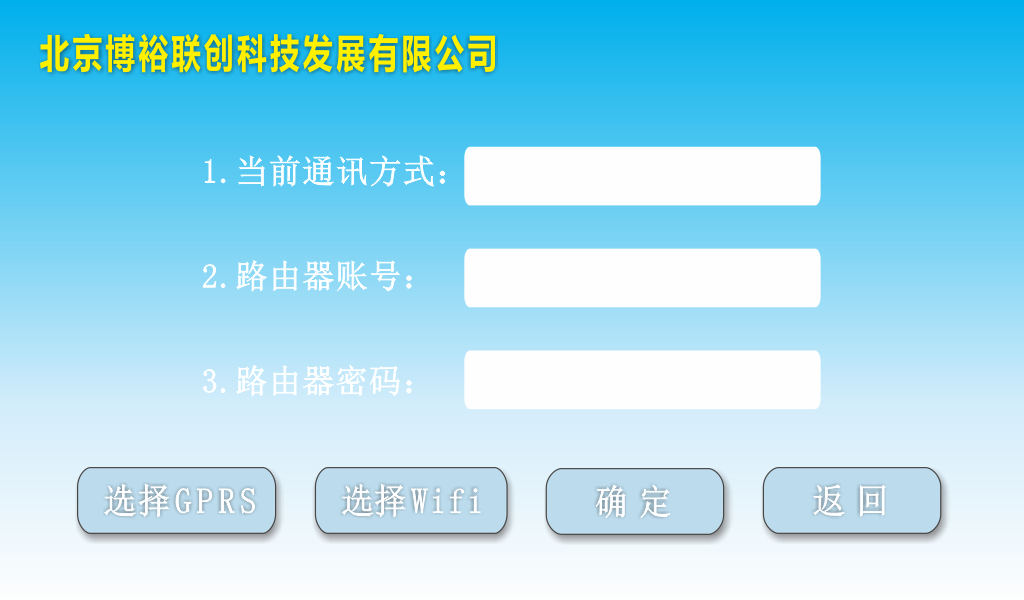 北京博裕联创科技发展有限公司
1.当前通讯方式：
2.路由器账号：
3.路由器密码：
选择GPRS 选择Wifi 确定 返回